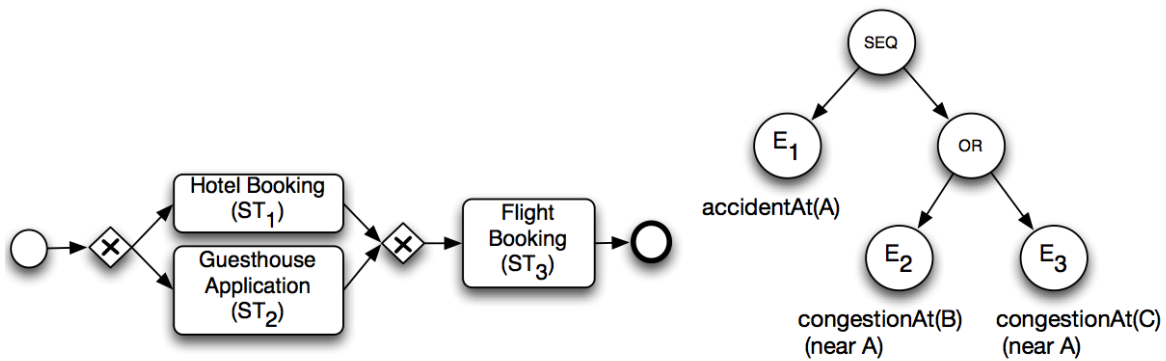 Hotel Booking
(ST1)
Guesthouse
Application
(ST2)
Flight
Booking
(ST3)
SEQ
E1
OR
accidentAt(A)
E2
E3
congestionAt(B)
(near A)
congestionAt(C)
(near A)